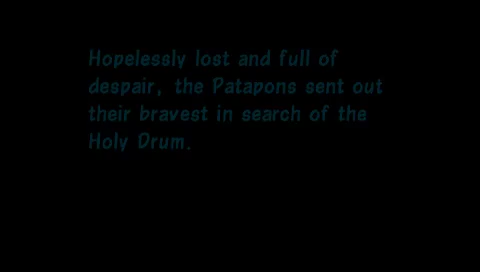 Hopelessly lost and full of
despair, the Patapons sent out
their bravest in search of the
Holy Drum.